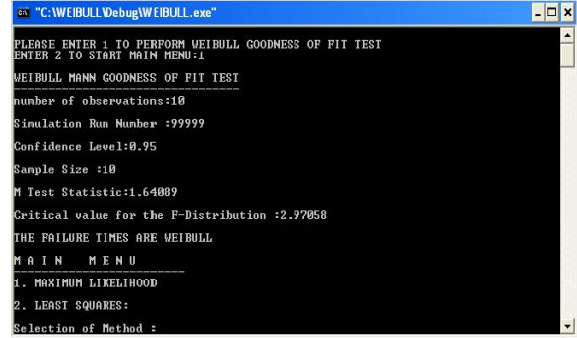 "C:\WEIBULL\Debug\WEIBULL.exe"
PLEASE ENTER 1 TO PERFORM WEIBULL GOODNESS OF FIT TEST
ENTER 2 TO START MAIN MENU:1
WEIBULL MANN GOODNESS OF FIT TEST
---------------------------------
number of observations:10
Simulation Run Number :99999
Confidence Level:0.95
Sample Size :10
M Test Statistic:1.64089
Critical value for the F-Distribution :2.97058
THE FAILURE TIMES ARE WEIBULL
M A I N M E N U
-------------------------
1. MAXIMUM LIKELIHOOD
2. LEAST SQUARES:
Selection of Method :